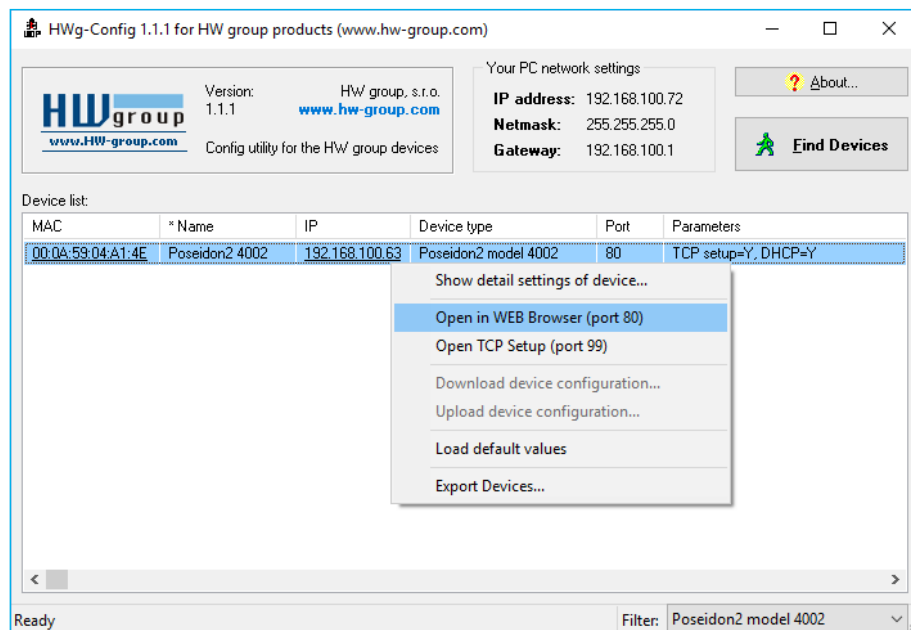 HWg-Config 1.1.1 for HW group products (www.hw-group.com)
HWgroup
www.HW-group.com
Version:
1.1.1
HW group, s.r.o.
www.hw-group.com
Config utility for the HW group devices
Your PC network settings
IP address: 192.168.100.72
Netmask: 255.255.255.0
Gateway: 192.168.100.1
? About...
Find Devices
Device list:
MAC * Name IP Device type Port Parameters
00:0A:59:04:A1:4E Poseidon2 4002 192.168.100.63 Poseidon2 model 4002 80 TCP setup=Y, DHCP=Y
Show detail settings of device...
Open in WEB Browser (port 80)
Open TCP Setup (port 99)
Download device configuration...
Upload device configuration...
Load default values
Export Devices...
Ready
Filter: Poseidon2 model 4002